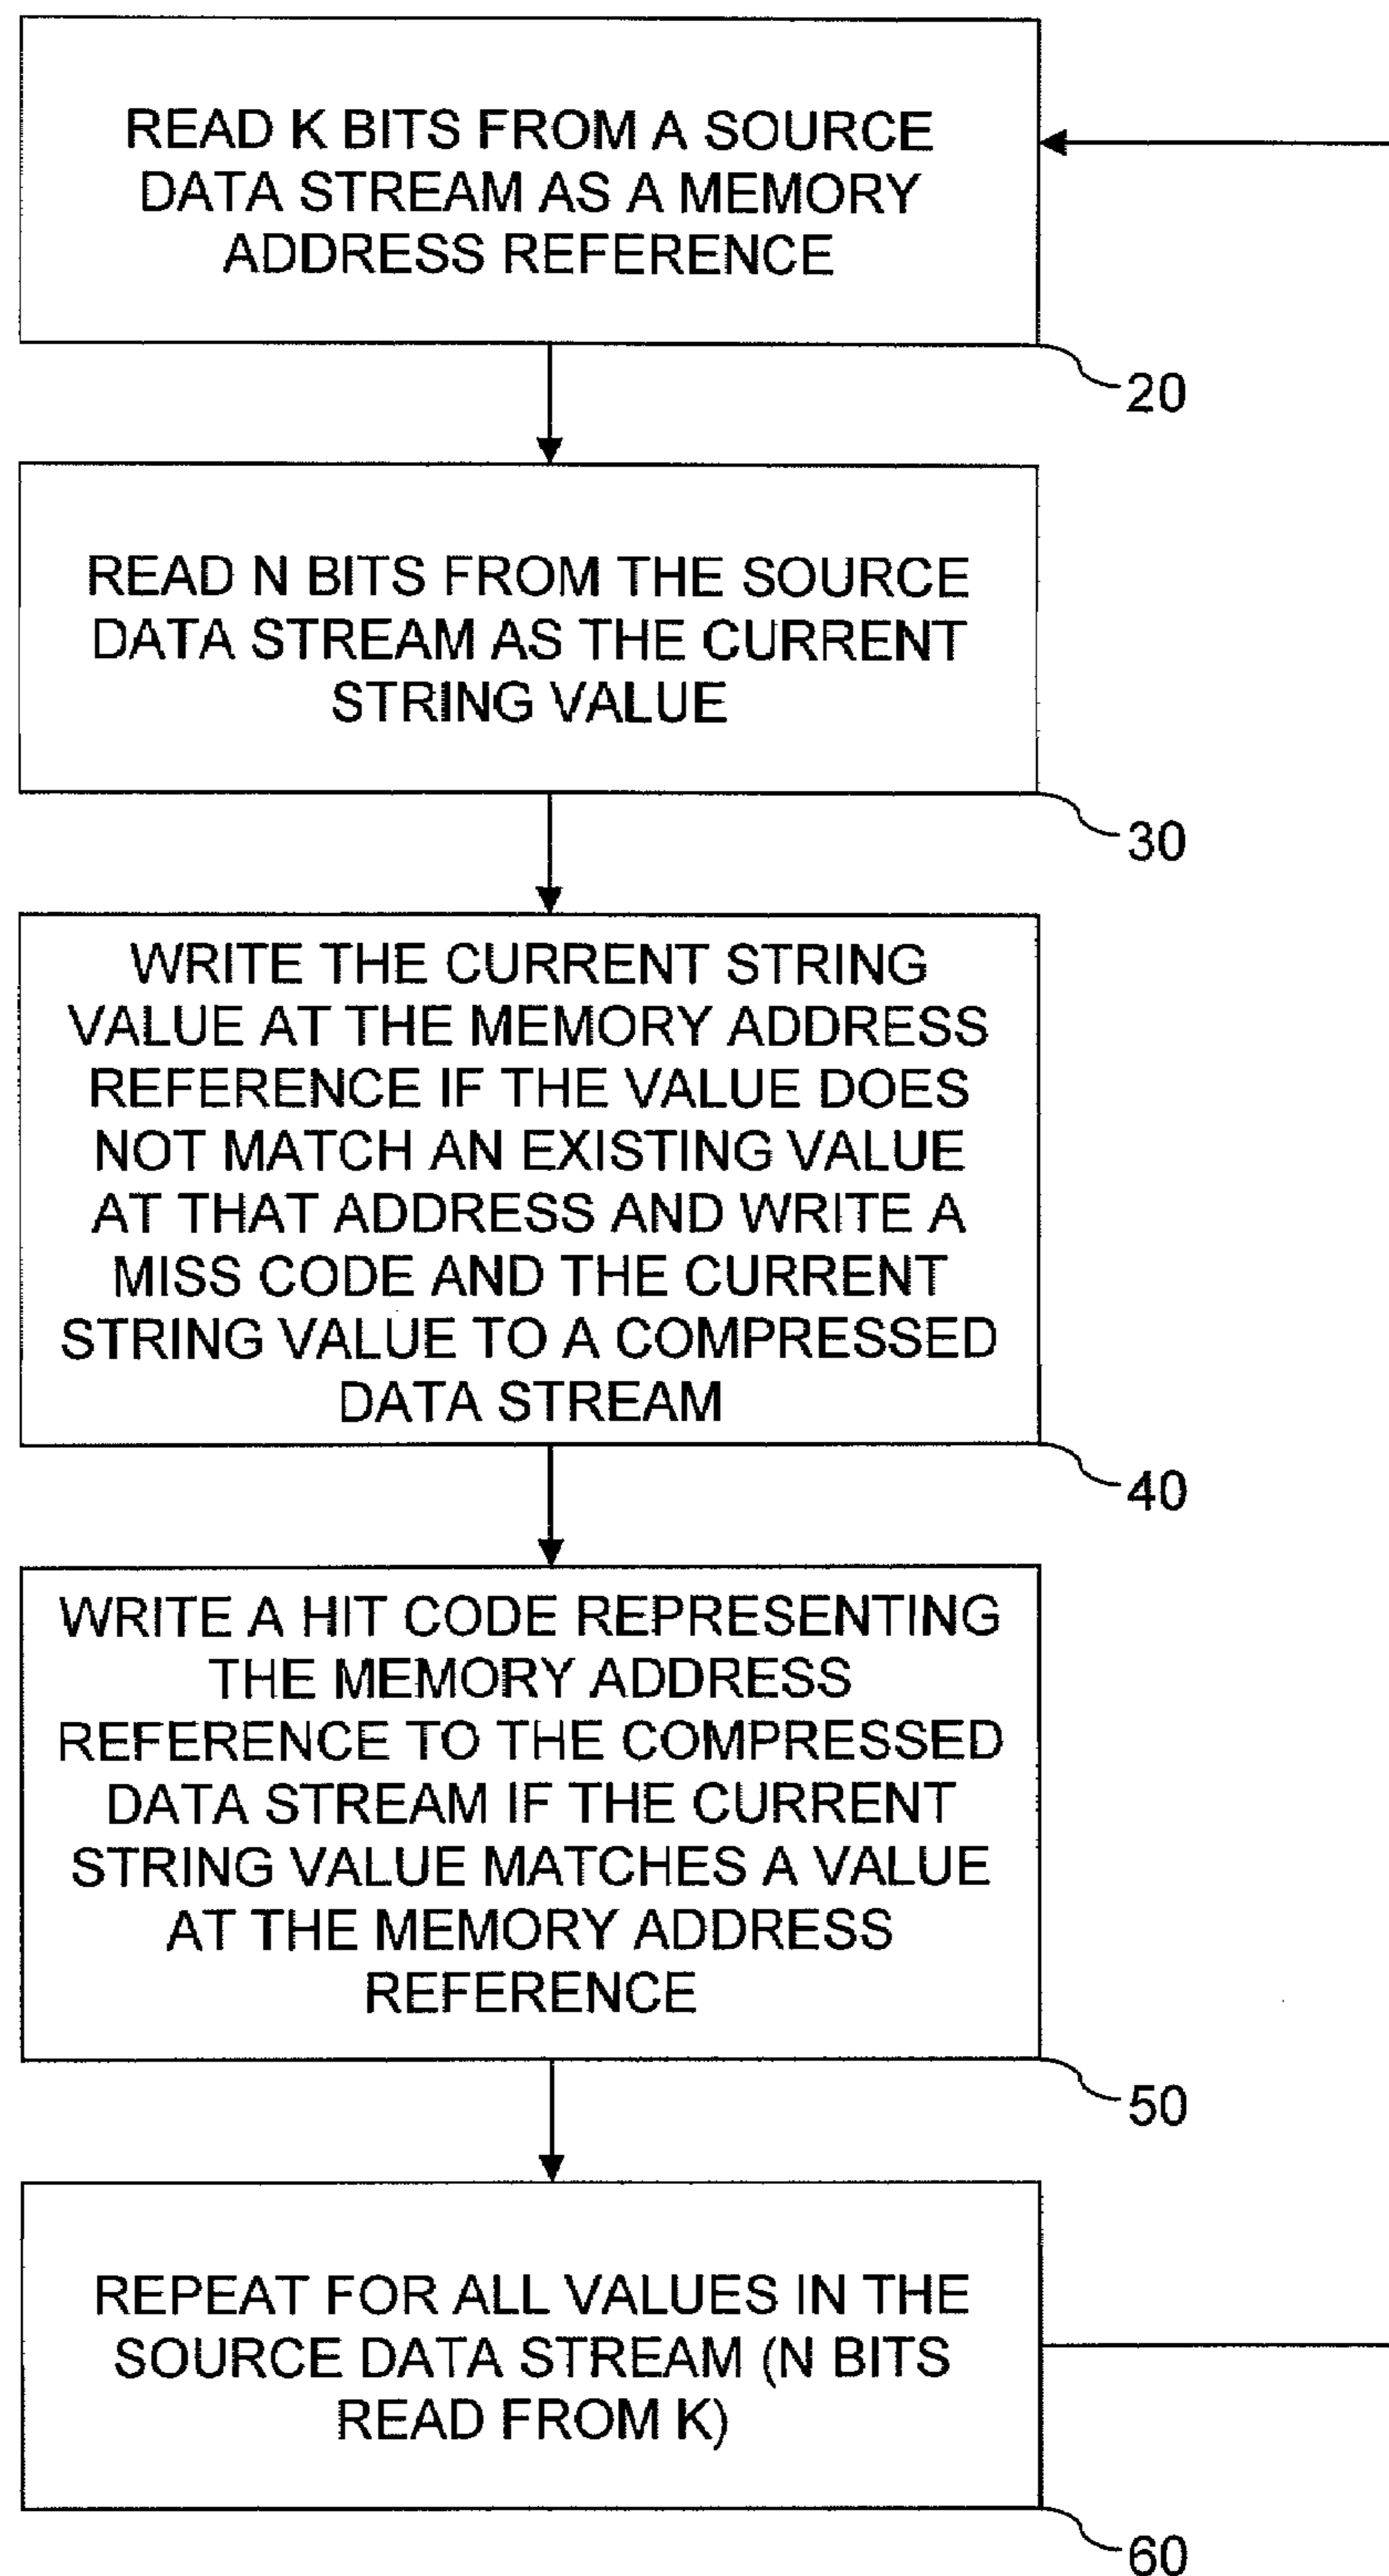 READ K BITS FROM A SOURCE
DATA STREAM AS A MEMORY
ADDRESS REFERENCE
20
READ N BITS FROM THE SOURCE
DATA STREAM AS THE CURRENT
STRING VALUE
30
WRITE THE CURRENT STRING
VALUE AT THE MEMORY ADDRESS
REFERENCE IF THE VALUE DOES
NOT MATCH AN EXISTING VALUE
AT THAT ADDRESS AND WRITE A
MISS CODE AND THE CURRENT
STRING VALUE TO A COMPRESSED
DATA STREAM
40
WRITE A HIT CODE REPRESENTING
THE MEMORY ADDRESS
REFERENCE TO THE COMPRESSED
DATA STREAM IF THE CURRENT
STRING VALUE MATCHES A VALUE
AT THE MEMORY ADDRESS
REFERENCE
50
REPEAT FOR ALL VALUES IN THE
SOURCE DATA STREAM (N BITS
READ FROM K)
60